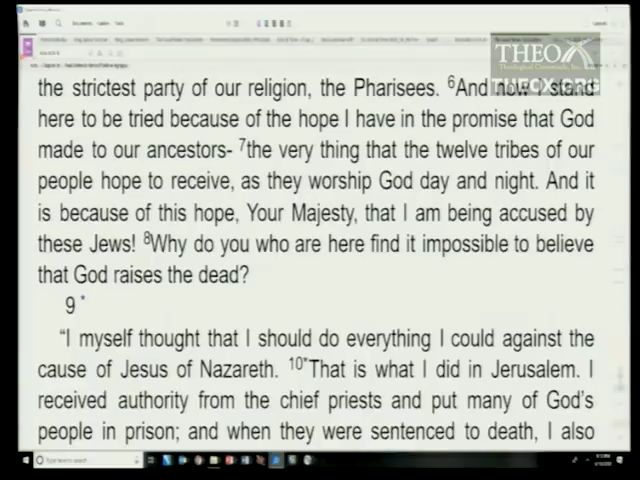 THEOX
THEOX.ORG
the strictest party of our religion, the Pharisees. 6And now I stand
here to be tried because of the hope I have in the promise that God
made to our ancestors- 7the very thing that the twelve tribes of our
people hope to receive, as they worship God day and night. And it
is because of this hope, Your Majesty, that I am being accused by
these Jews! 8Why do you who are here find it impossible to believe
that God raises the dead?
9*
“I myself thought that I should do everything I could against the
cause of Jesus of Nazareth. 10*That is what I did in Jerusalem. I
received authority from the chief priests and put many of God's
people in prison; and when they were sentenced to death, I also